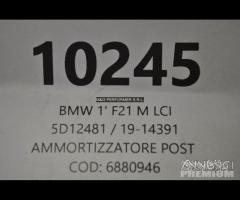 10245
BMW 1' F21 M LCI
5D12481 / 19-14391
AMMORTIZZATORE POST
COD: 6880946
PREMIUM